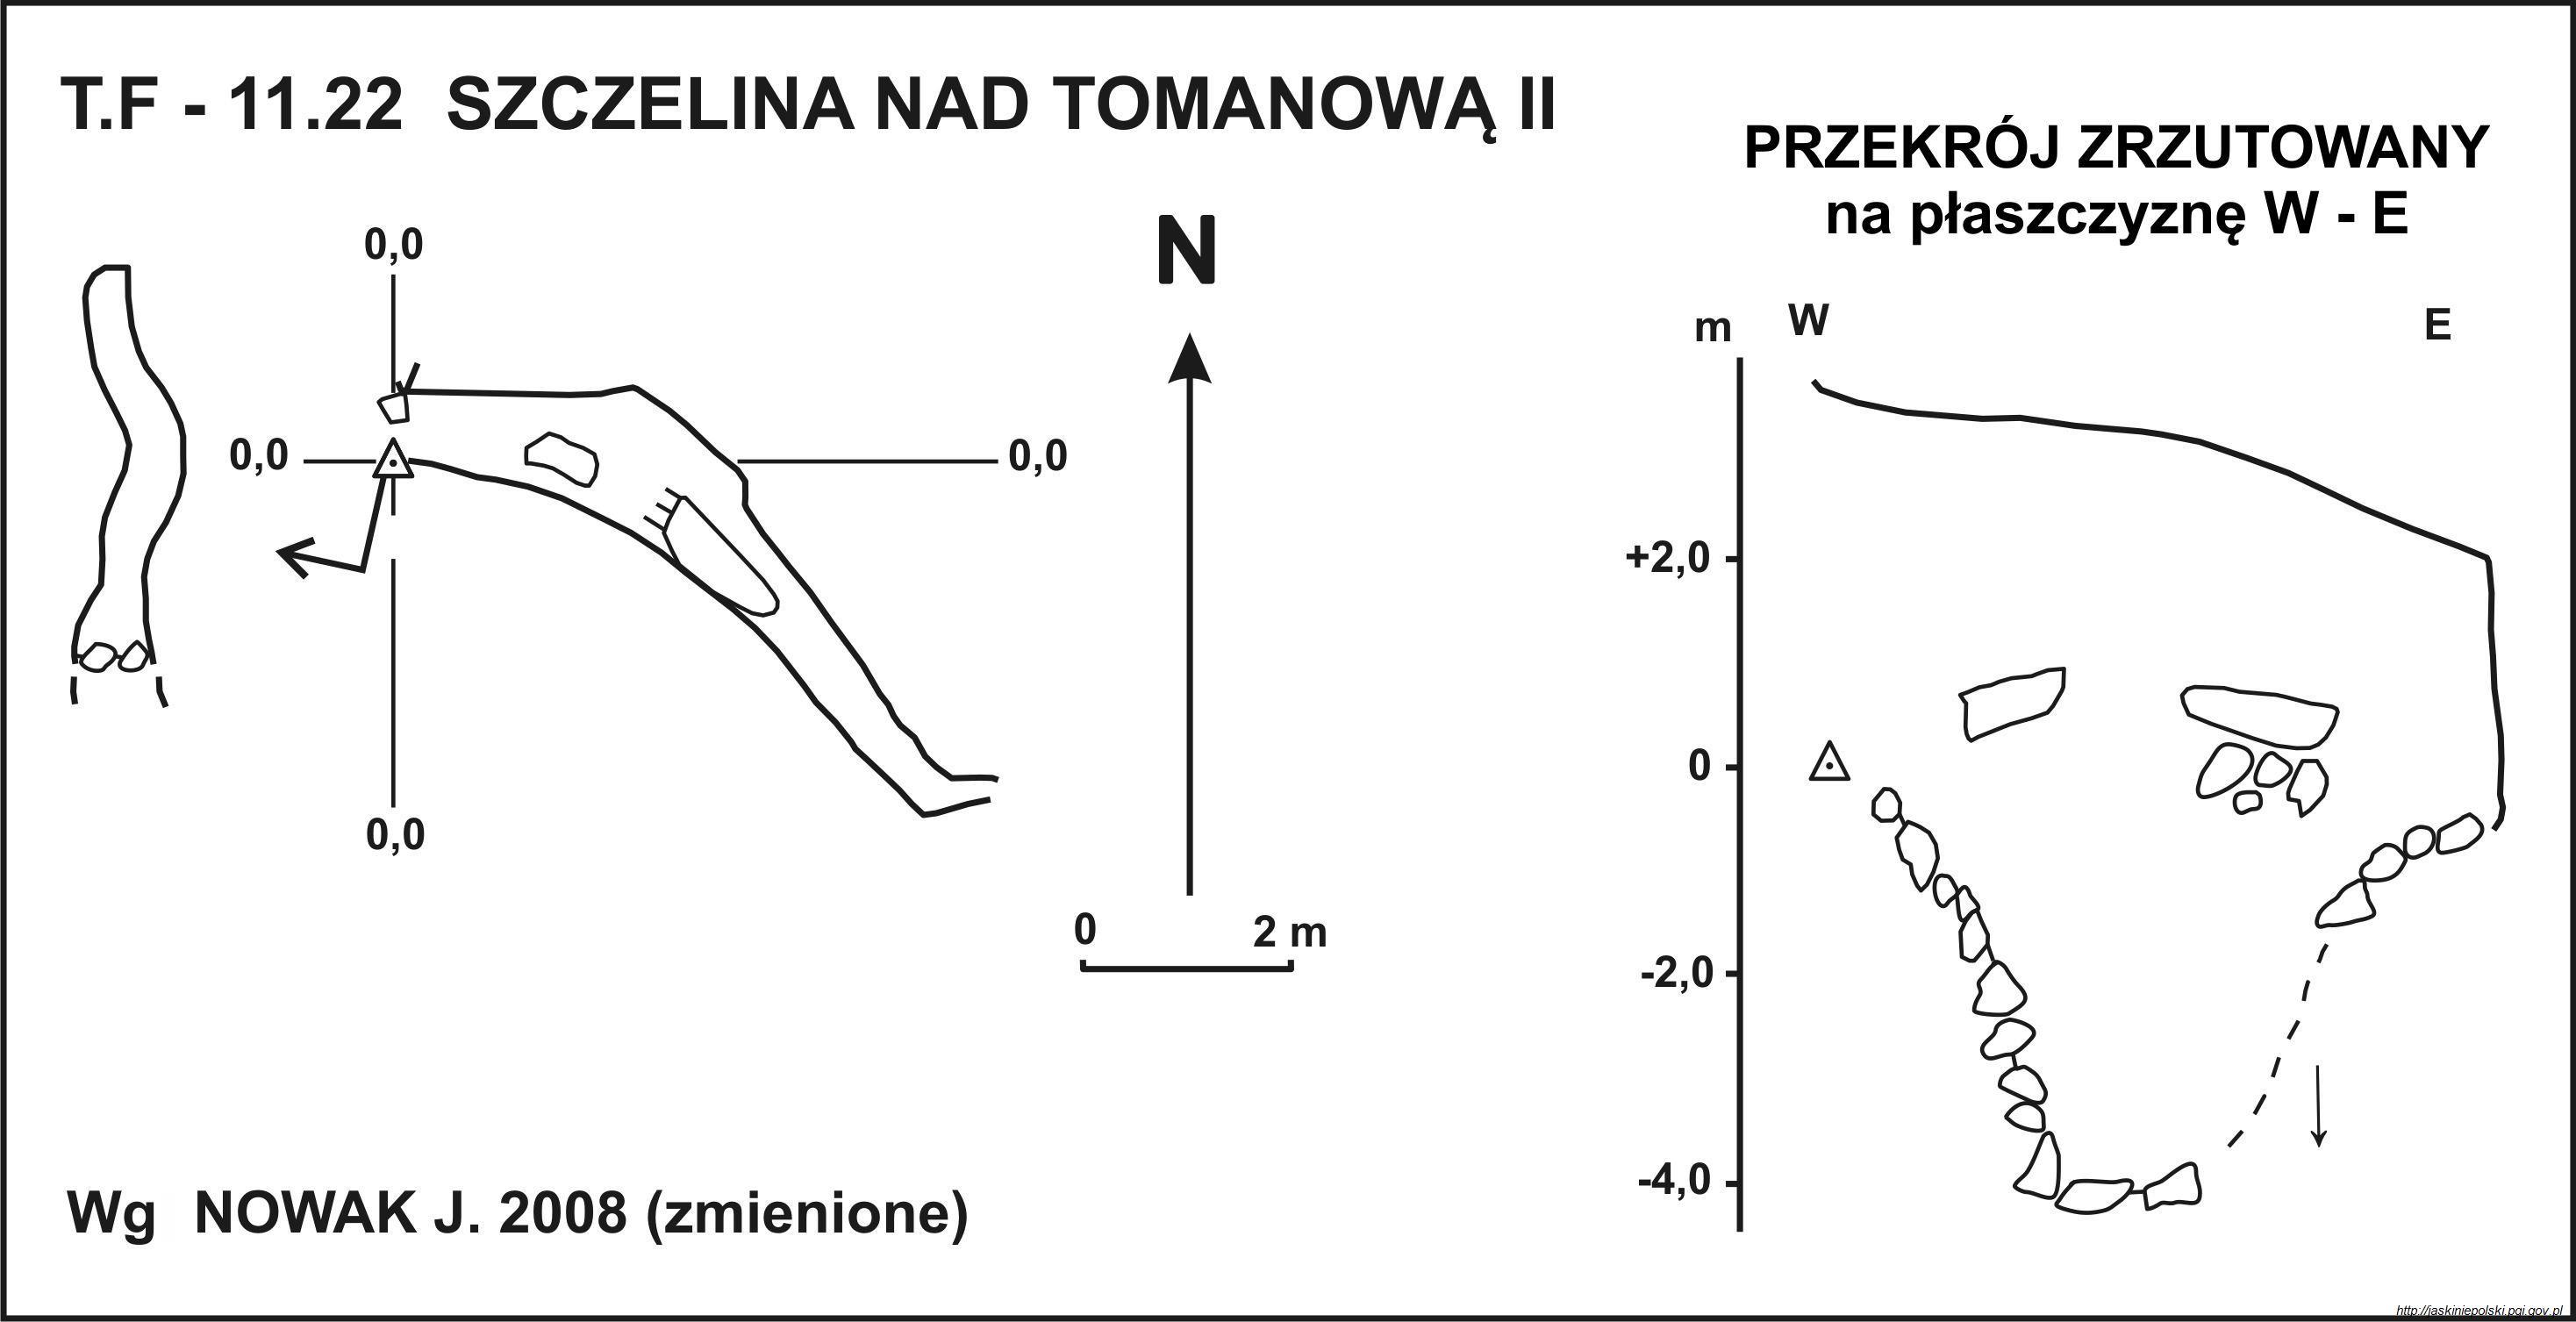 T.F - 11.22 SZCZELINA NAD TOMANOWĄ II
PRZEKRÓJ ZRZUTOWANY
na płaszczyznę W - E
0,0
N
0,0
0,0
0,0
0
2 m
m
W
E
+2,0
0
-2,0
-4,0
Wg NOWAK J. 2008 (zmienione)
http://jaskiniepolski.pgi.gov.pl